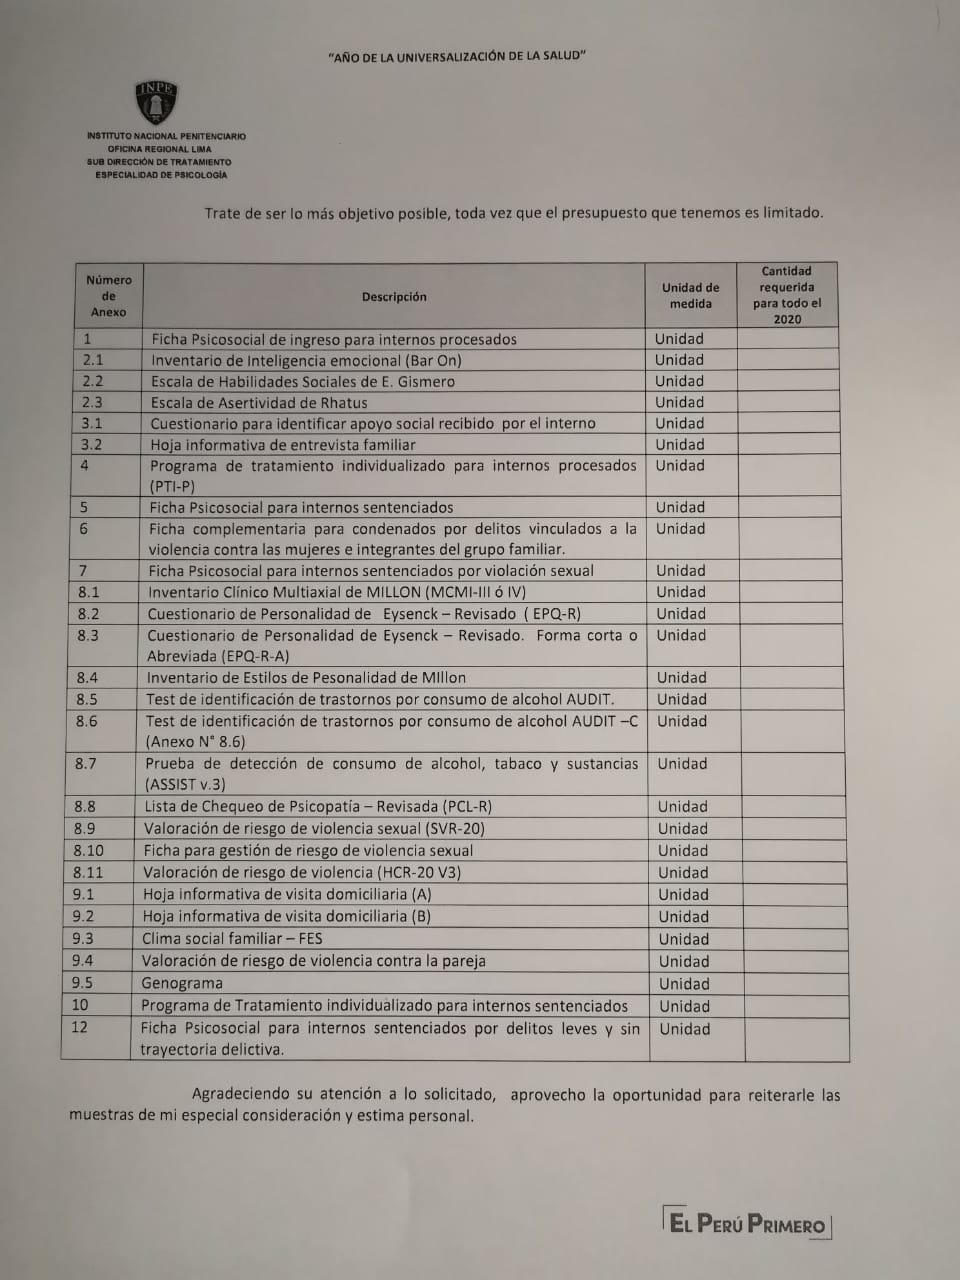 “AÑO DE LA UNIVERSALIZACIÓN DE LA SALUD”
INPE
INSTITUTO NACIONAL PENITENCIARIO
OFICINA REGIONAL LIMA
SUB DIRECCIÓN DE TRATAMIENTO
ESPECIALIDAD DE PSICOLOGÍA
Trate de ser lo más objetivo posible, toda vez que el presupuesto que tenemos es limitado.
Número de Anexo Descripción Unidad de medida Cantidad requerida para todo el 2020
1 Ficha Psicosocial de ingreso para internos procesados Unidad
2.1 Inventario de Inteligencia emocional (Bar On) Unidad
2.2 Escala de Habilidades Sociales de E. Gismero Unidad
2.3 Escala de Asertividad de Rhatus Unidad
3.1 Cuestionario para identificar apoyo social recibido por el interno Unidad
3.2 Hoja informativa de entrevista familiar Unidad
4 Programa de tratamiento individualizado para internos procesados Unidad
(PTI-P)
5 Ficha Psicosocial para internos sentenciados Unidad
6 Ficha complementaria para condenados por delitos vinculados a la Unidad
violencia contra las mujeres e integrantes del grupo familiar.
7 Ficha Psicosocial para internos sentenciados por violación sexual Unidad
8.1 Inventario Clínico Multiaxial de MILLON (MCMI-III ó IV) Unidad
8.2 Cuestionario de Personalidad de Eysenck – Revisado ( EPQ-R) Unidad
8.3 Cuestionario de Personalidad de Eysenck – Revisado. Forma corta o Unidad
Abreviada (EPQ-R-A)
8.4 Inventario de Estilos de Pesonalidad de MIllon Unidad
8.5 Test de identificación de trastornos por consumo de alcohol AUDIT. Unidad
8.6 Test de identificación de trastornos por consumo de alcohol AUDIT –C Unidad
(Anexo N° 8.6)
8.7 Prueba de detección de consumo de alcohol, tabaco y sustancias Unidad
(ASSIST v.3)
8.8 Lista de Chequeo de Psicopatía – Revisada (PCL-R) Unidad
8.9 Valoración de riesgo de violencia sexual (SVR-20) Unidad
8.10 Ficha para gestión de riesgo de violencia sexual Unidad
8.11 Valoración de riesgo de violencia (HCR-20 V3) Unidad
9.1 Hoja informativa de visita domiciliaria (A) Unidad
9.2 Hoja informativa de visita domiciliaria (B) Unidad
9.3 Clima social familiar – FES Unidad
9.4 Valoración de riesgo de violencia contra la pareja Unidad
9.5 Genograma Unidad
10 Programa de Tratamiento individualizado para internos sentenciados Unidad
12 Ficha Psicosocial para internos sentenciados por delitos leves y sin Unidad
trayectoria delictiva.
Agradeciendo su atención a lo solicitado, aprovecho la oportunidad para reiterarle las
muestras de mi especial consideración y estima personal.
EL PERÚ PRIMERO